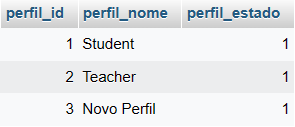 perfil_id perfil_nome perfil_estado
1 Student 1
2 Teacher 1
3 Novo Perfil 1